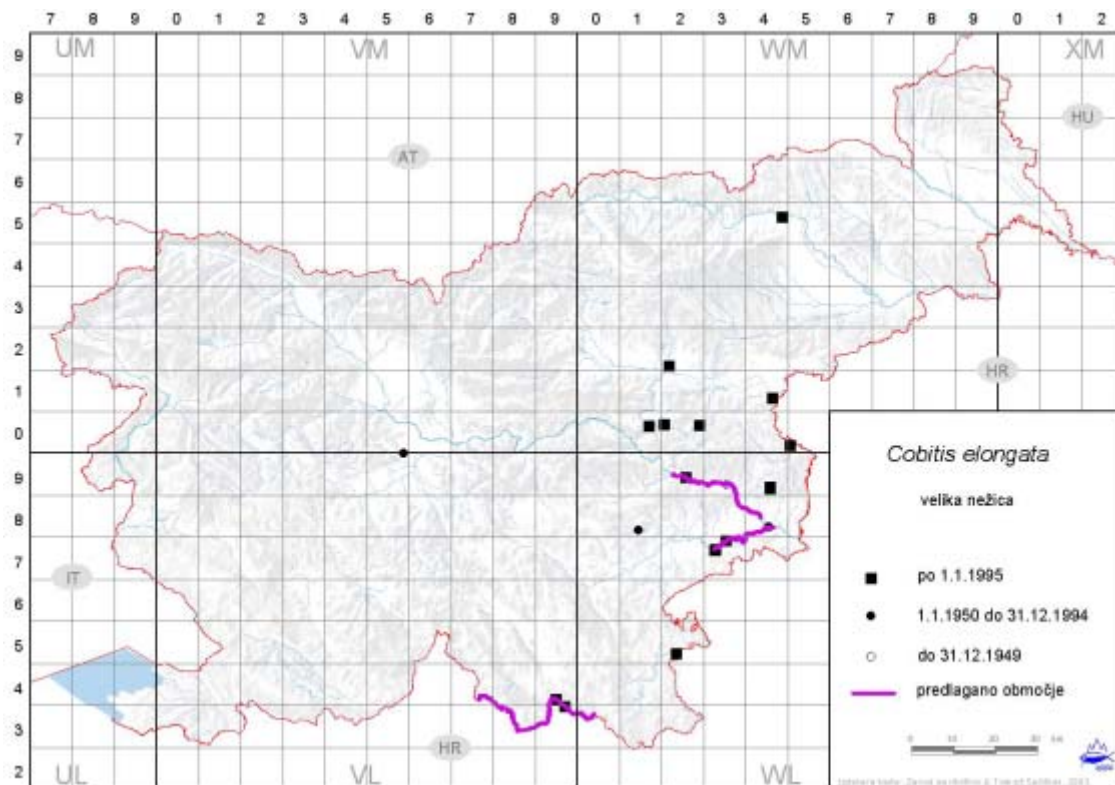 7 8 9 0 1 2 3 4 5 6 7 8 9 0 1 2 3 4 5 6 7 8 9 0 1 2
UM VM WM XM
9
8
7
6
5
4
3
2
1
0
9
8
7
6
5
4
3
2
AT
HU
HR
IT
HR
UL VL WL
Cobitis elongata
velika nežica
po 1.1.1995
1.1.1950 do 31.12.1994
do 31.12.1949
predlagano območje
0 10 20 30